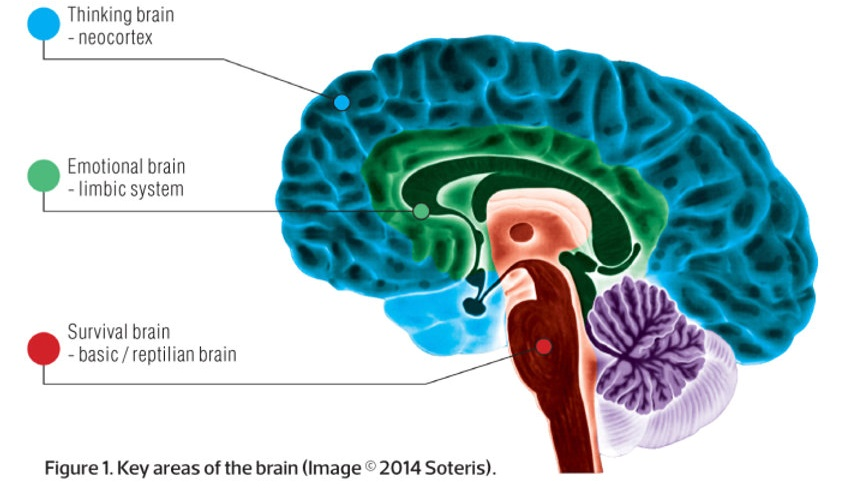 Thinking brain
- neocortex
Emotional brain
- limbic system
Survival brain
- basic / reptilian brain
Figure 1. Key areas of the brain (Image © 2014 Soteris).